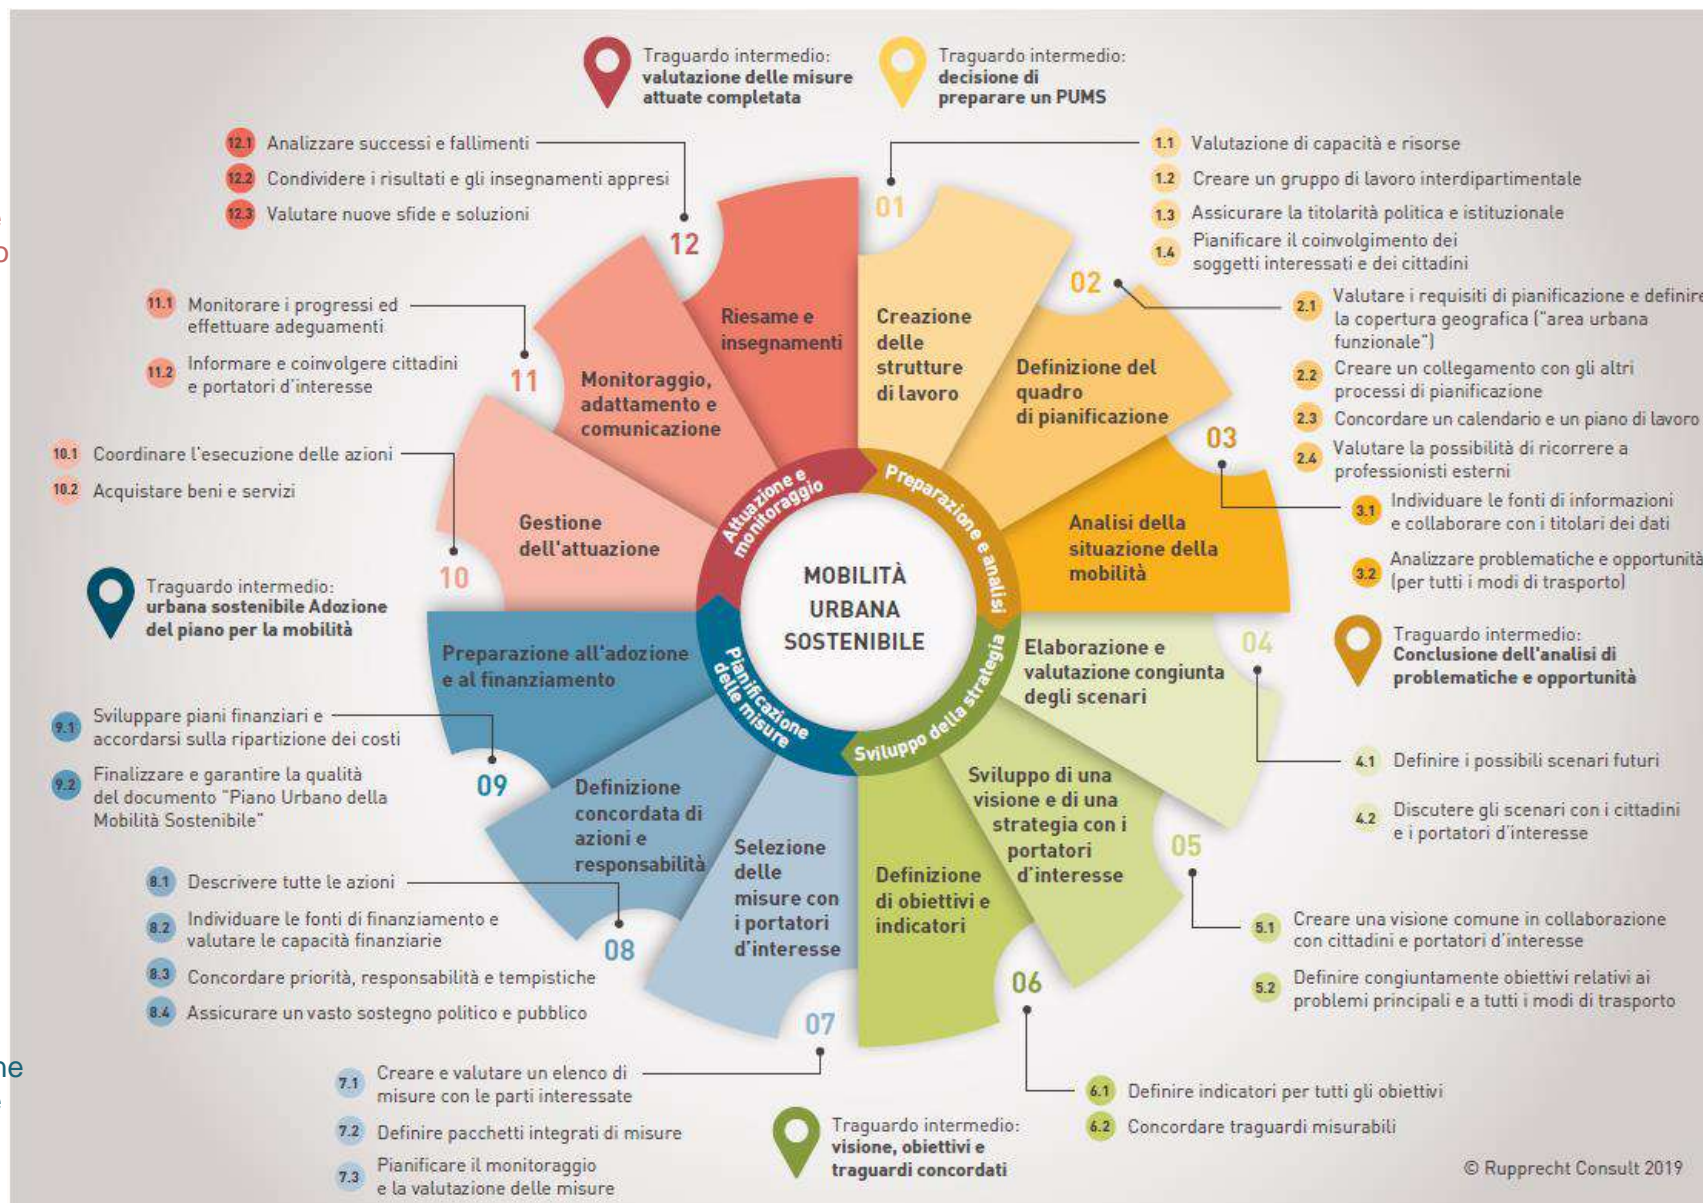 Traguardo intermedio:
valutazione delle misure
attuate completata
Traguardo intermedio:
decisione di
preparare un PUMS
12.1 Analizzare successi e fallimenti
12.2 Condividere i risultati e gli insegnamenti appresi
12.3 Valutare nuove sfide e soluzioni
1.1 Valutazione di capacità e risorse
1.2 Creare un gruppo di lavoro interdipartimentale
1.3 Assicurare la titolarità politica e istituzionale
1.4 Pianificare il coinvolgimento dei
soggetti interessati e dei cittadini
11.1 Monitorare i progressi ed
effettuare adeguamenti
11.2 Informare e coinvolgere cittadini
e portatori d'interesse
2.1 Valutare i requisiti di pianificazione e definire
la copertura geografica ("area urbana
funzionale")
2.2 Creare un collegamento con gli altri
processi di pianificazione
2.3 Concordare un calendario e un piano di lavoro
2.4 Valutare la possibilità di ricorrere a
professionisti esterni
10.1 Coordinare l'esecuzione delle azioni
10.2 Acquistare beni e servizi
3.1 Individuare le fonti di informazioni
e collaborare con i titolari dei dati
3.2 Analizzare problematiche e opportunità
(per tutti i modi di trasporto)
Traguardo intermedio:
urbana sostenibile Adozione
del piano per la mobilità
Traguardo intermedio:
Conclusione dell'analisi di
problematiche e opportunità
01
Creazione
delle
strutture
di lavoro
02
Definizione del
quadro
di pianificazione
03
Analisi della
situazione della
mobilità
04
Elaborazione e
valutazione congiunta
degli scenari
05
Sviluppo di una
visione e di una
strategia con i
portatori
d'interesse
06
Definizione
di obiettivi e
indicatori
07
Selezione
delle
misure con
i portatori
d'interesse
08
Definizione
concordata di
azioni e
responsabilità
09
Preparazione all'adozione
e al finanziamento
10
Gestione
dell'attuazione
11
Monitoraggio,
adattamento e
comunicazione
12
Riesame e
insegnamenti
Attuazione e
monitoraggio
Preparazione e analisi
Sviluppo della strategia
Pianificazione
delle misure
MOBILITÀ
URBANA
SOSTENIBILE
9.1 Sviluppare piani finanziari e
accordarsi sulla ripartizione dei costi
9.2 Finalizzare e garantire la qualità
del documento "Piano Urbano della
Mobilità Sostenibile"
4.1 Definire i possibili scenari futuri
4.2 Discutere gli scenari con i cittadini
e i portatori d'interesse
8.1 Descrivere tutte le azioni
8.2 Individuare le fonti di finanziamento e
valutare le capacità finanziarie
8.3 Concordare priorità, responsabilità e tempistiche
8.4 Assicurare un vasto sostegno politico e pubblico
5.1 Creare una visione comune in collaborazione
con cittadini e portatori d'interesse
5.2 Definire congiuntamente obiettivi relativi ai
problemi principali e a tutti i modi di trasporto
7.1 Creare e valutare un elenco di
misure con le parti interessate
7.2 Definire pacchetti integrati di misure
7.3 Pianificare il monitoraggio
e la valutazione delle misure
6.1 Definire indicatori per tutti gli obiettivi
6.2 Concordare traguardi misurabili
Traguardo intermedio:
visione, obiettivi e
traguardi concordati
© Rupprecht Consult 2019